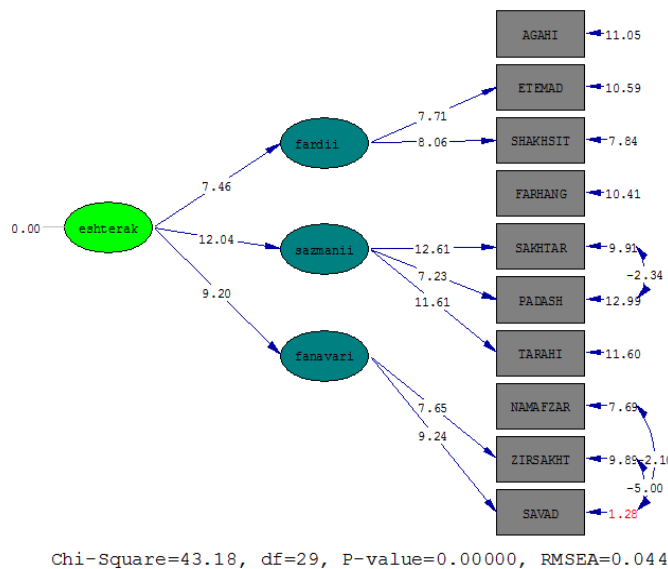 AGAHI
11.05
ETEMAD
10.59
7.71
fardii
8.06
SHAKHSIT
7.84
7.46
FARHANG
10.41
0.00
eshterak
12.04
sazmanii
12.61
SAKHTAR
9.91
-2.34
7.23
PADASH
12.99
9.20
11.61
TARAHI
11.60
fanavari
7.65
NAMAFZAR
7.69
9.24
ZIRSAKHT
9.89
-2.10
-5.00
SAVAD
1.28
Chi-Square=43.18, df=29, P-value=0.00000, RMSEA=0.044